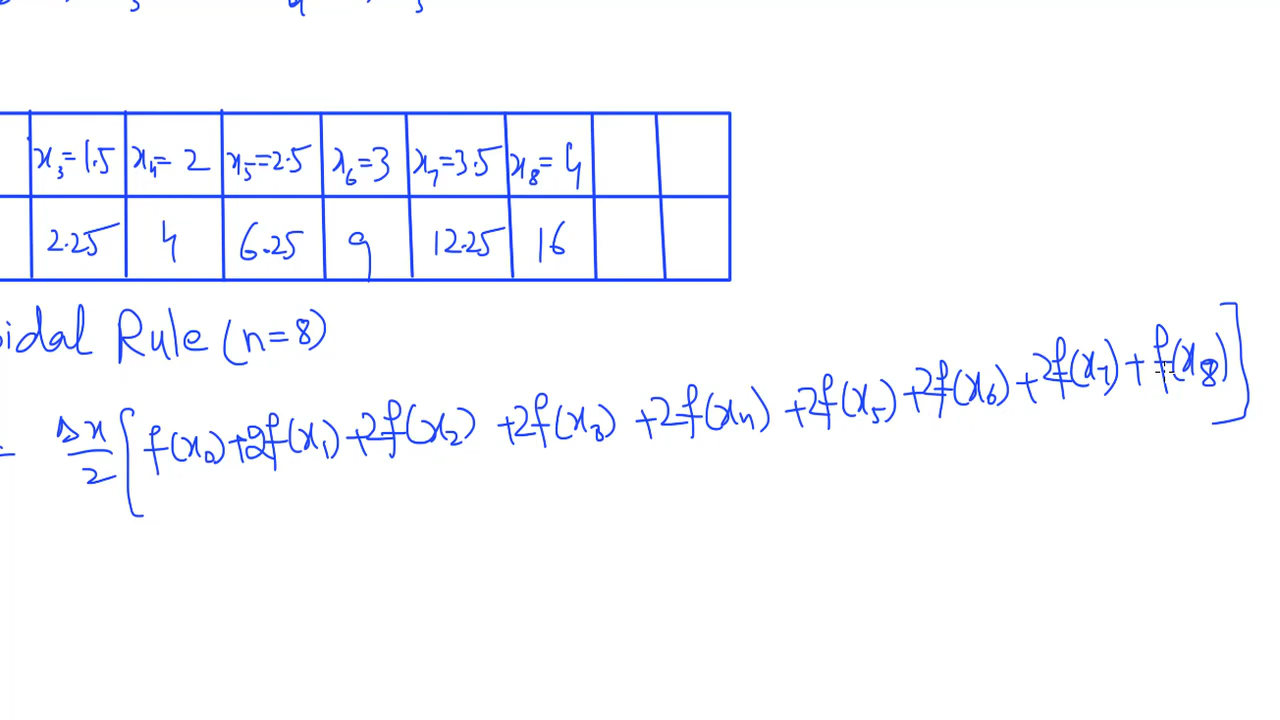 x₃=1.5 x₄= 2 x₅=2.5 x₆=3 x₇=3.5 x₈= 4
2.25 4 6.25 9 12.25 16
idal Rule (n=8)
= Δx/2 [f(x₀)+2f(x₁)+2f(x₂) +2f(x₃) +2f(x₄) +2f(x₅)+2f(x₆)+2f(x₇)+f(x₈)]